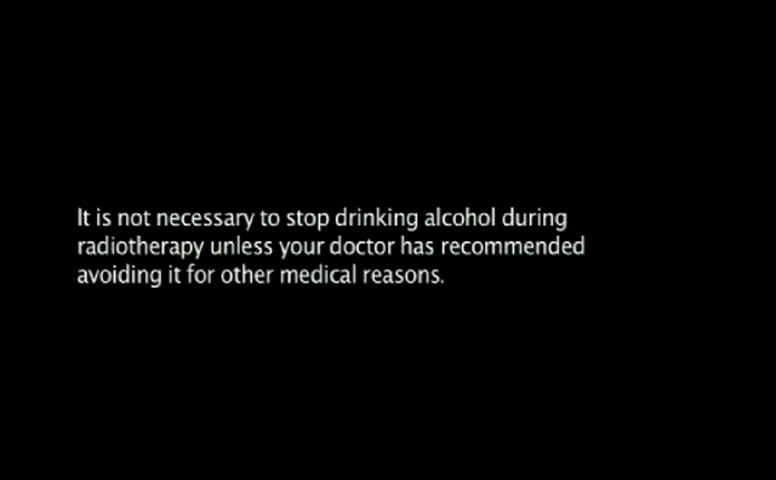 It is not necessary to stop drinking alcohol during
radiotherapy unless your doctor has recommended
avoiding it for other medical reasons.